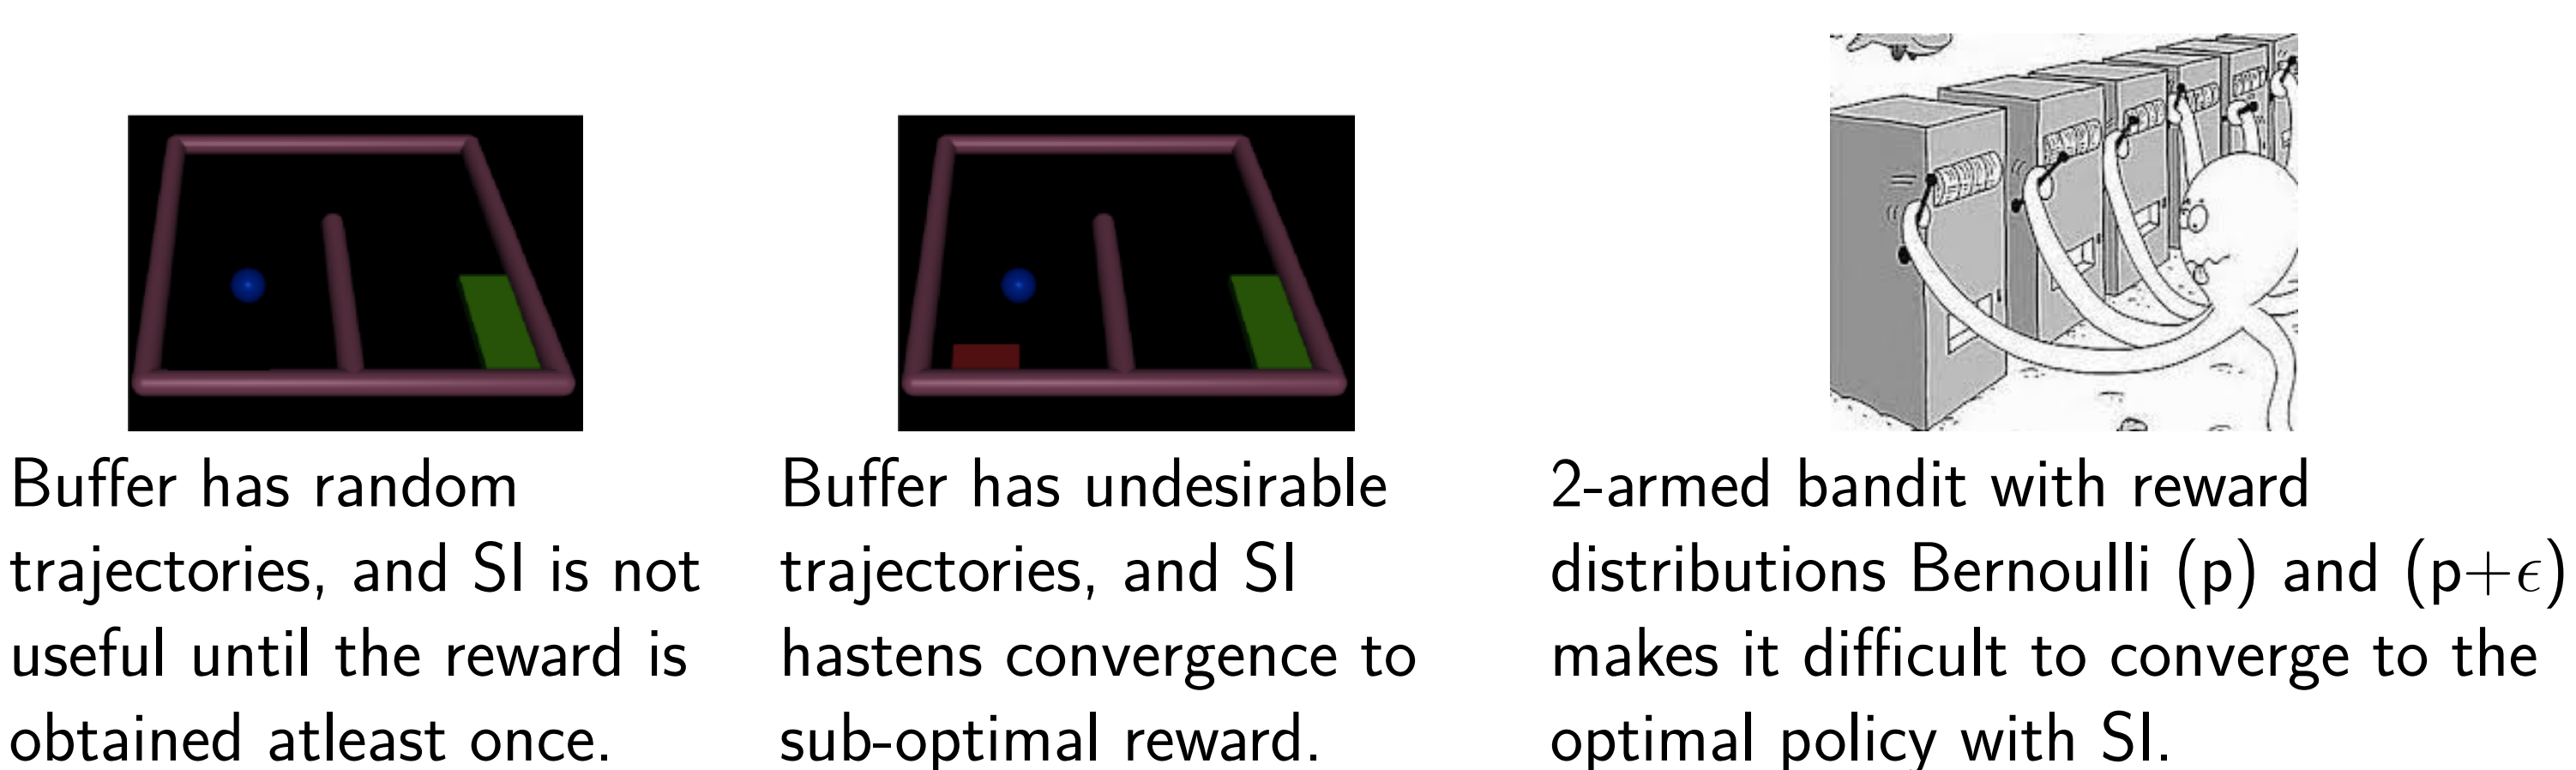 Buffer has random
trajectories, and SI is not
useful until the reward is
obtained atleast once.
Buffer has undesirable
trajectories, and SI
hastens convergence to
sub-optimal reward.
2-armed bandit with reward
distributions Bernoulli (p) and (p+ϵ)
makes it difficult to converge to the
optimal policy with SI.